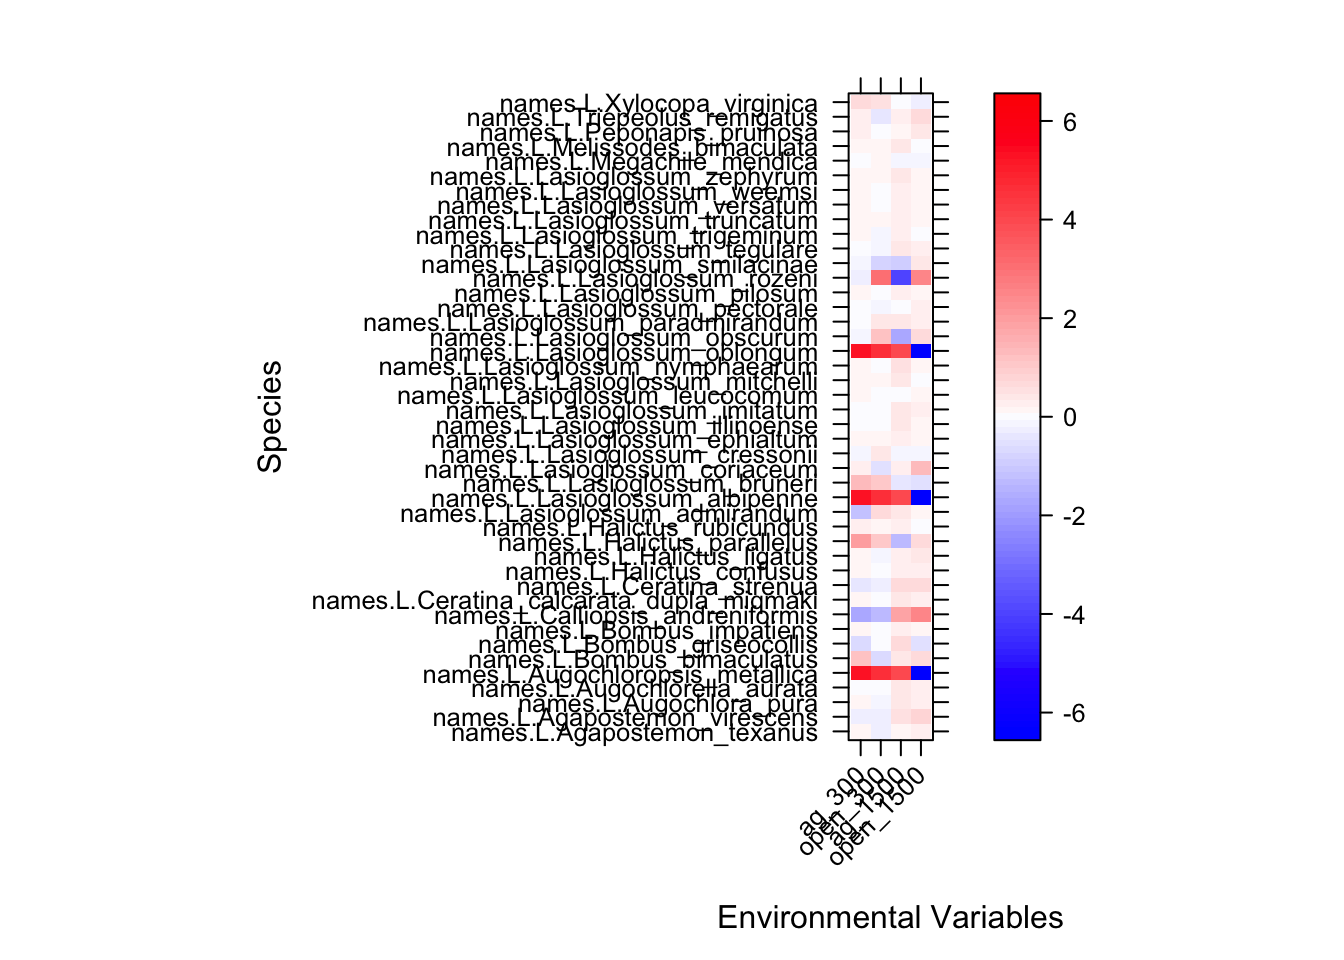 names.L.Xylocopa_virginica
names.L.Triepeolus_remigatus
names.L.Peponapis_pruinosa
names.L.Melissodes_bimaculata
names.L.Megachile_mendica
names.L.Lasioglossum_zephyrum
names.L.Lasioglossum_weemsi
names.L.Lasioglossum_versatum
names.L.Lasioglossum_truncatum
names.L.Lasioglossum_trigeminum
names.L.Lasioglossum_tegulare
names.L.Lasioglossum_smilacinae
names.L.Lasioglossum_rozeni
names.L.Lasioglossum_pilosum
names.L.Lasioglossum_pectorale
names.L.Lasioglossum_paradmirandum
names.L.Lasioglossum_obscurum
names.L.Lasioglossum_oblongum
names.L.Lasioglossum_nymphaearum
names.L.Lasioglossum_mitchelli
names.L.Lasioglossum_leucocomum
names.L.Lasioglossum_imitatum
names.L.Lasioglossum_illinoense
names.L.Lasioglossum_ephialtum
names.L.Lasioglossum_cressonii
names.L.Lasioglossum_coriaceum
names.L.Lasioglossum_bruneri
names.L.Lasioglossum_albipenne
names.L.Lasioglossum_admirandum
names.L.Halictus_rubicundus
names.L.Halictus_parallelus
names.L.Halictus_ligatus
names.L.Halictus_confusus
names.L.Ceratina_strenua
names.L.Ceratina_calcarata_dupla_miqmaki
names.L.Calliopsis_andreniformis
names.L.Bombus_impatiens
names.L.Bombus_griseocollis
names.L.Bombus_bimaculatus
names.L.Augochloropsis_metallica
names.L.Augochlorella_aurata
names.L.Augochlora_pura
names.L.Agapostemon_virescens
names.L.Agapostemon_texanus
Species
ag_300
open_300
ag_1500
open_1500
Environmental Variables
6
4
2
0
-2
-4
-6